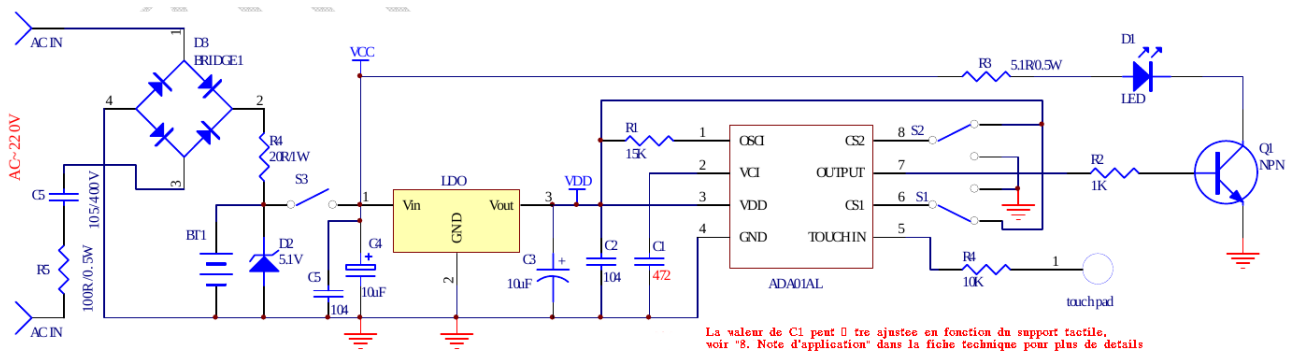 AC IN
D3
BRIDGE1
1
4
2
3
AC~220V
C5
105/400V
R5
100R/0.5W
AC IN
R4
20R/1W
BT1
D2
5.1V
S3
VCC
1
LDO
Vin
Vout
GND
3
2
C5
104
C4
+
10uF
VDD
C3
+
10uF
C2
104
C1
472
R1
15K
1
OSCI
2
VCI
3
VDD
4
GND
CS2
8
OUTPUT
7
CS1
6
TOUCH IN
5
ADA01AL
S2
S1
R2
1K
R4
10K
1
touch pad
R3
5.1R/0.5W
D1
LED
Q1
NPN
La valeur de C1 peut tre ajustee en fonction du support tactile,
voir "8. Note d'application" dans la fiche technique pour plus de details